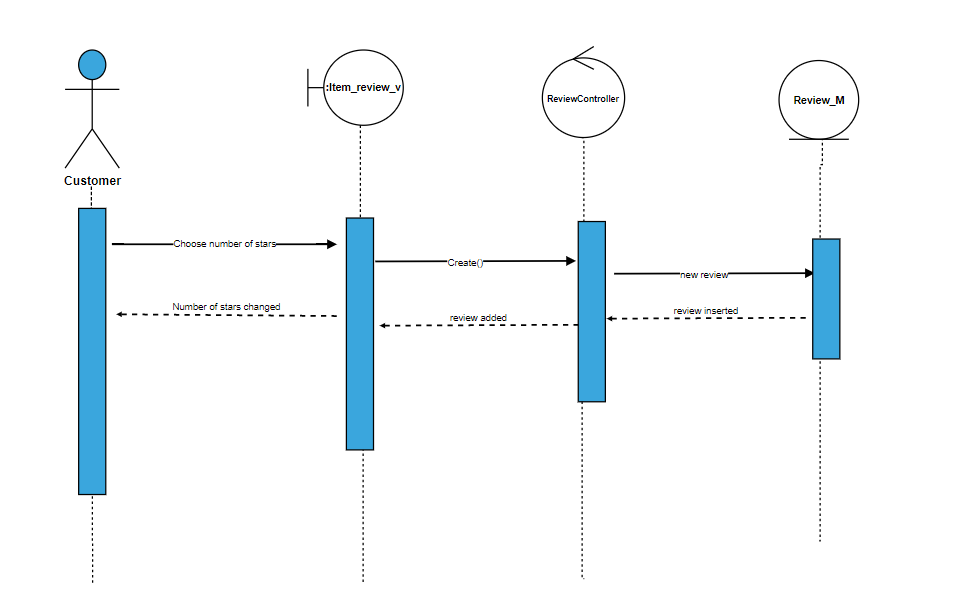 :Item_review_v
ReviewController
Review_M
Customer
Choose number of stars
Create()
new review
Number of stars changed
review added
review inserted